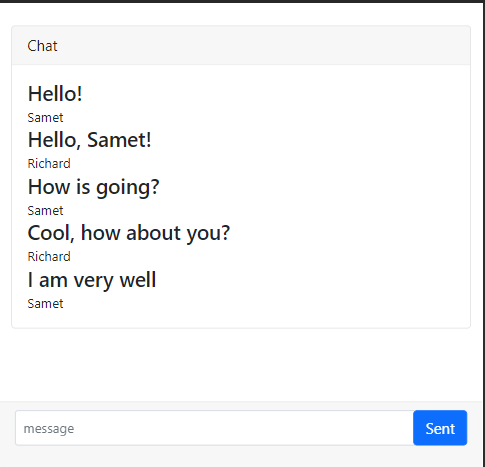 Chat
Hello!
Samet
Hello, Samet!
Richard
How is going?
Samet
Cool, how about you?
Richard
I am very well
Samet
message
Sent